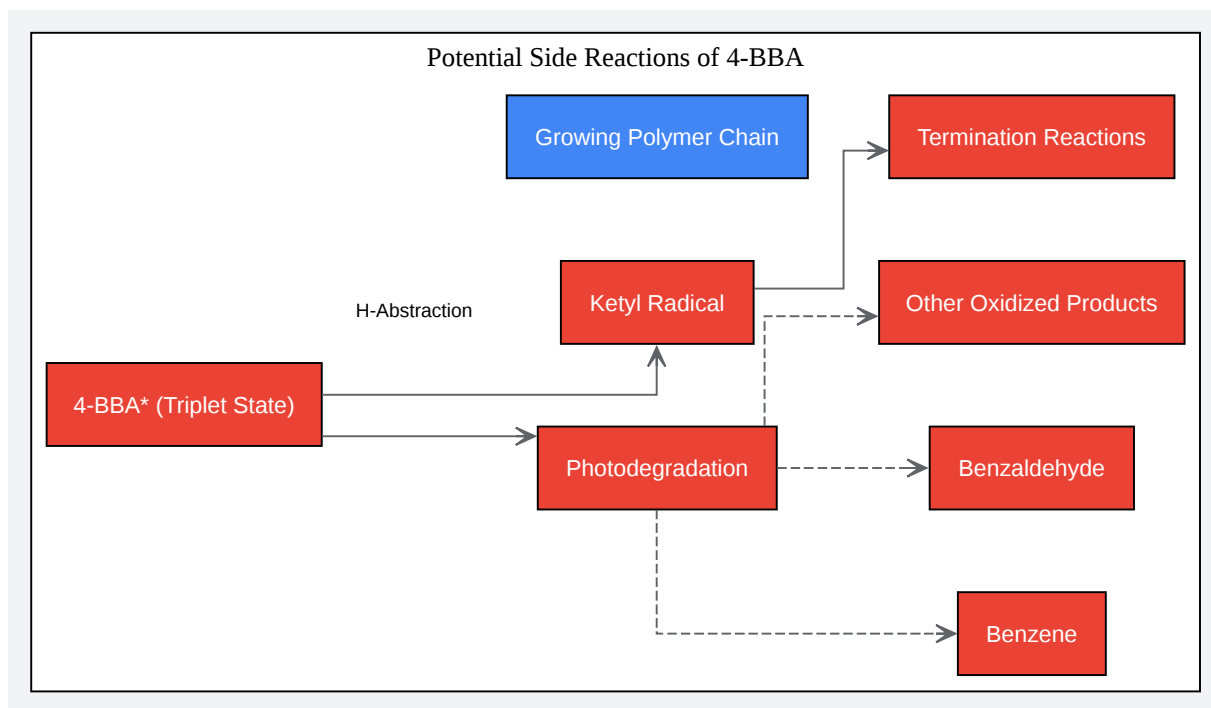 Potential Side Reactions of 4-BBA
Growing Polymer Chain
Termination Reactions
Ketyl Radical
Other Oxidized Products
H-Abstraction
4-BBA* (Triplet State)
Photodegradation
Benzaldehyde
Benzene